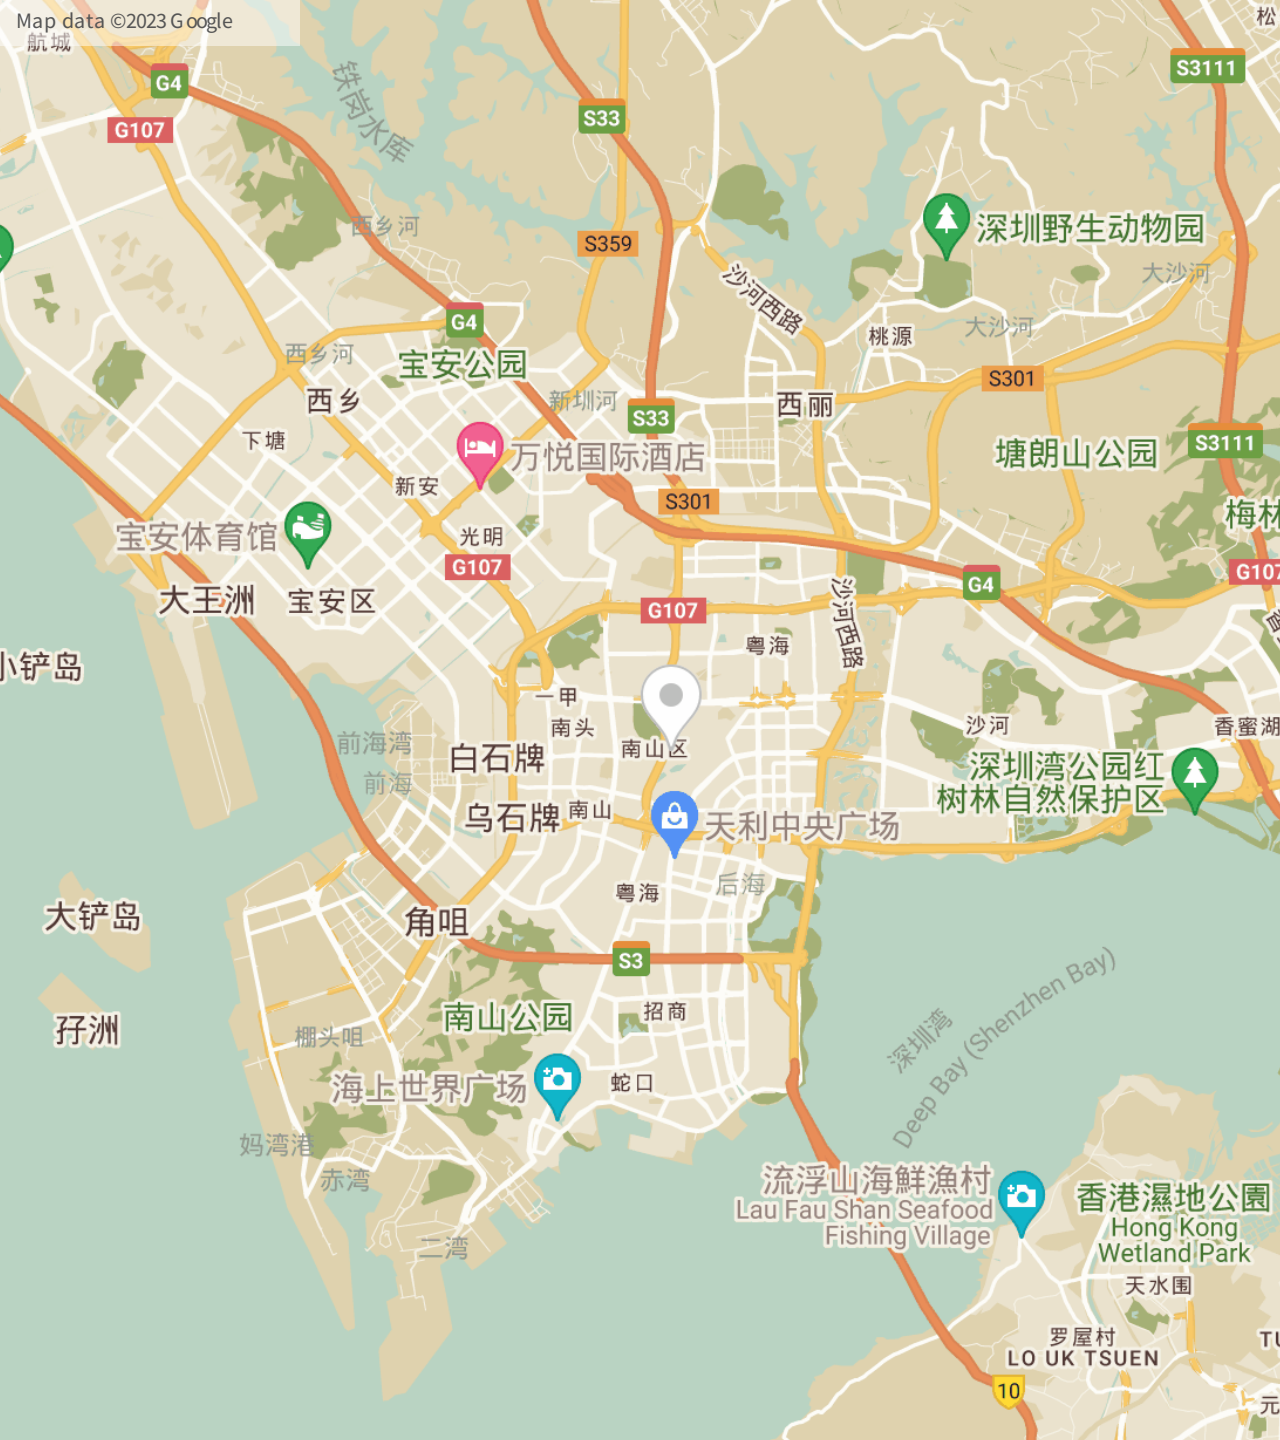 Map data ©2023 Google
松
航城
S3111
G4
铁岗水库
S33
G107
西乡河
深圳野生动物园
S359
大沙河
沙河西路
G4
大沙河
桃源
西乡河
宝安公园
S301
西乡
新圳河
西丽
S33
下塘
S3111
万悦国际酒店
塘朗山公园
新安
S301
梅林
宝安体育馆
光明
G107
G107
G4
大王洲
宝安区
G107
沙河西路
粤海
小铲岛
一甲
南头
沙河
香蜜湖
前海湾
南山区
白石牌
深圳湾公园红
树林自然保护区
前海
南山
乌石牌
天利中央广场
后海
粤海
大铲岛
角咀
S3
南山公园
招商
孖洲
棚头咀
深圳湾
Deep Bay (Shenzhen Bay)
海上世界广场
蛇口
妈湾港
赤湾
流浮山海鮮漁村
Lau Fau Shan Seafood
Fishing Village
香港濕地公園
Hong Kong
Wetland Park
二湾
天水围
罗屋村
LO UK TSUEN
TU
10
元